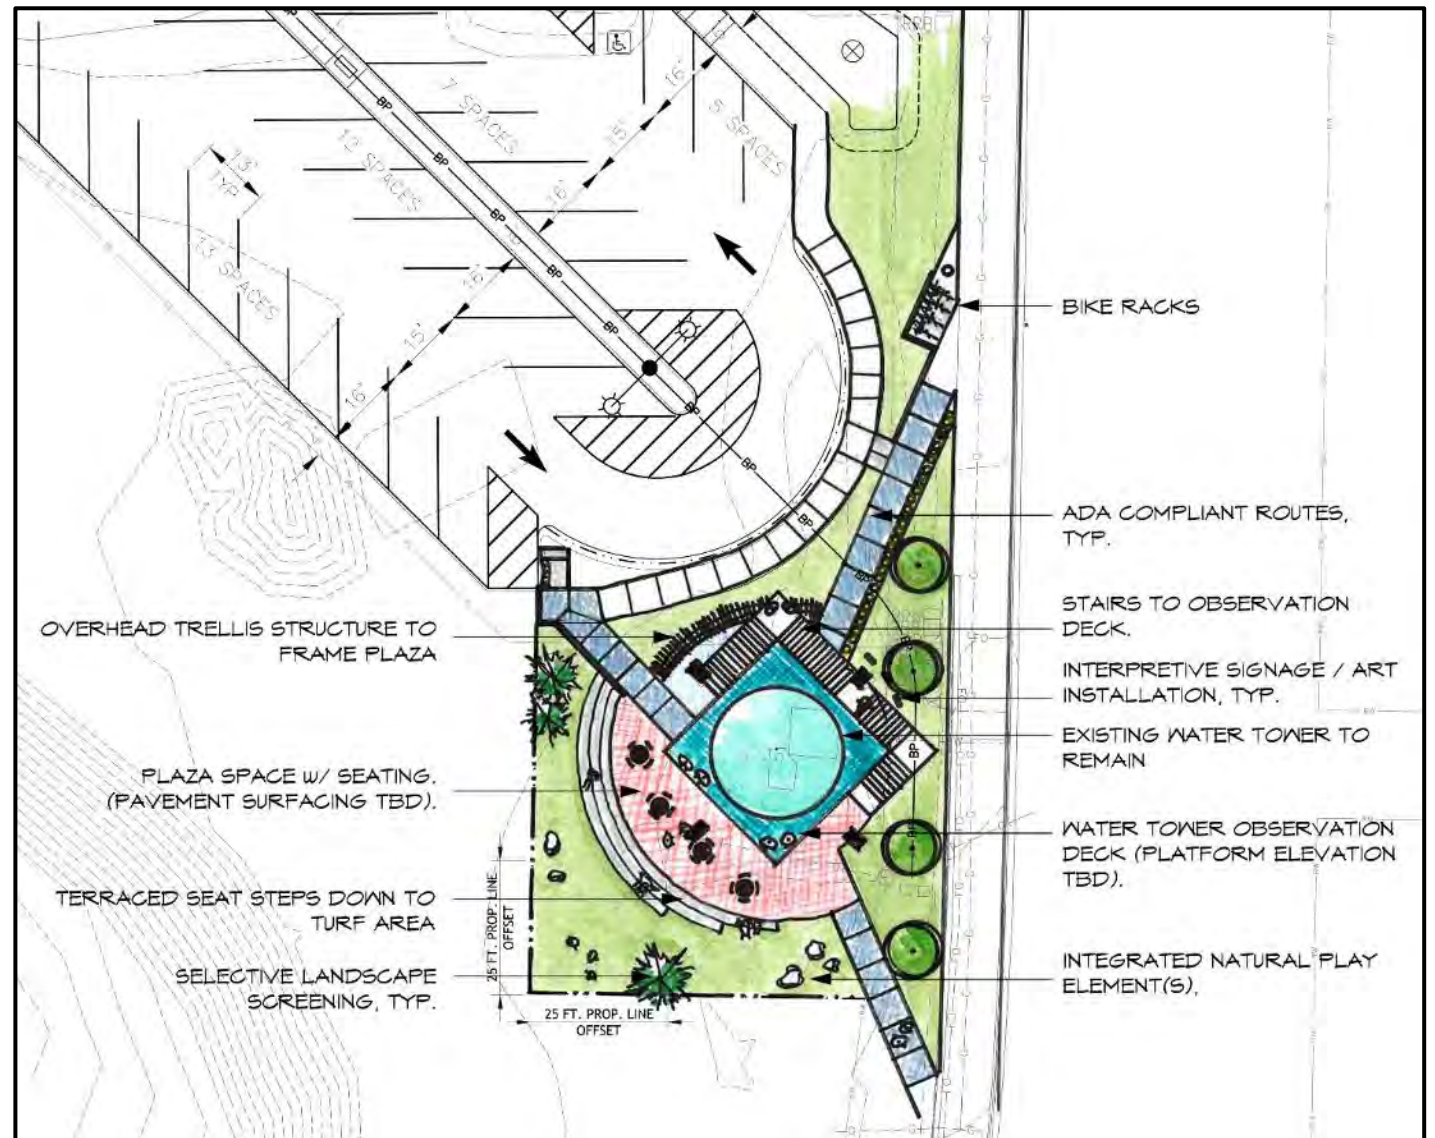 RRB
7 SPACES
12 SPACES
5 SPACES
16'
15'
16'
13'
TYP
13 SPACES
16'
15'
16'
BP
BP
BP
BP
BP
BP
BP
BP
BP
BP
BIKE RACKS
ADA COMPLIANT ROUTES,
TYP.
STAIRS TO OBSERVATION
DECK.
INTERPRETIVE SIGNAGE / ART
INSTALLATION, TYP.
EXISTING WATER TOWER TO
REMAIN
WATER TOWER OBSERVATION
DECK (PLATFORM ELEVATION
TBD).
INTEGRATED NATURAL PLAY
ELEMENT(S),
OVERHEAD TRELLIS STRUCTURE TO
FRAME PLAZA
PLAZA SPACE W/ SEATING.
(PAVEMENT SURFACING TBD).
TERRACED SEAT STEPS DOWN TO
TURF AREA
SELECTIVE LANDSCAPE
SCREENING, TYP.
25 FT. PROP. LINE
OFFSET
25 FT. PROP. LINE
OFFSET